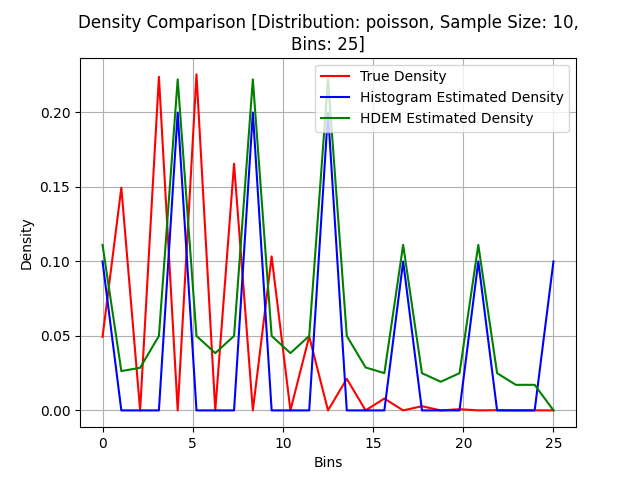 Density Comparison [Distribution: poisson, Sample Size: 10,
Bins: 25]
True Density
Histogram Estimated Density
HDEM Estimated Density
Density
0.20
0.15
0.10
0.05
0.00
0 5 10 15 20 25
Bins